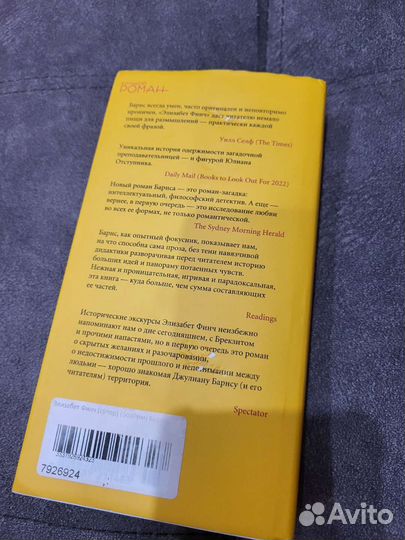 РОМАН
Барнс всегда умен, часто оригинален и неповторимо
ироничен. «Элизабет Финч» даст читателю немало
пищи для размышлений — практически каждой
своей фразой.
Уилл Селф (The Times)
Уникальная история одержимости загадочной
преподавательницей — и фигурой Юлиана
Отступника.
Daily Mail (Books to Look Out For 2022)
Новый роман Барнса — это роман-загадка:
интеллектуальный, философский детектив. А еще —
вернее, в первую очередь — это исследование любви
во всех ее формах, не только романтической.
The Sydney Morning Herald
Барнс, как опытный фокусник, показывает нам,
на что способна сама проза, без тени навязчивой
дидактики разворачивая перед читателем историю
больших идей и панораму потаенных чувств.
Нежная и проницательная, игривая и парадоксальная,
эта книга — куда больше, чем сумма составляющих
ее частей.
Readings
Исторические экскурсы Элизабет Финч неизбежно
напоминают нам о дне сегодняшнем, с Брекзитом
и прочими напастями, но в первую очередь это роман
о скрытых желаниях и разочаровании,
о недостижимости прошлого и непонимании между
людьми — хорошо знакомая Джулиану Барнсу (и его
читателям) территория.
Spectator
Элизабет Финч (супер)
7926924
Avito